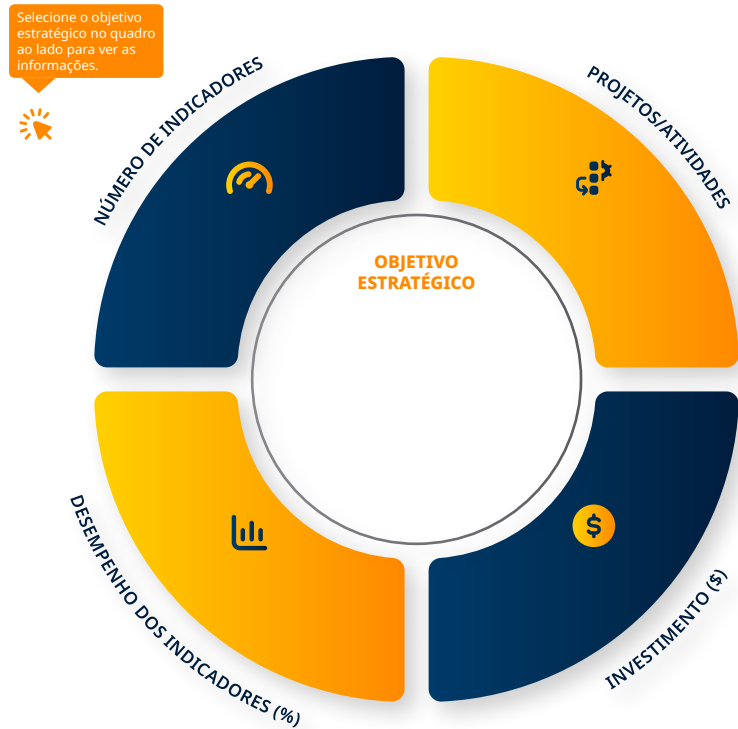 Selecione o objetivo
estratégico no quadro
ao lado para ver as
informações.
NÚMERO DE INDICADORES
PROJETOS/ATIVIDADES
OBJETIVO
ESTRATÉGICO
$
DESEMPENHO DOS INDICADORES (%)
INVESTIMENTO ($)